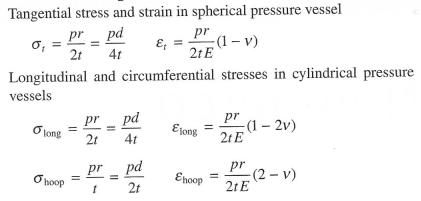 Tangential stress and strain in spherical pressure vessel
σ_t = pr/2t = pd/4t    ε_t = pr/2tE (1 − ν)
Longitudinal and circumferential stresses in cylindrical pressure
vessels
σ_long = pr/2t = pd/4t    ε_long = pr/2tE (1 − 2ν)
σ_hoop = pr/t = pd/2t    ε_hoop = pr/2tE (2 − ν)